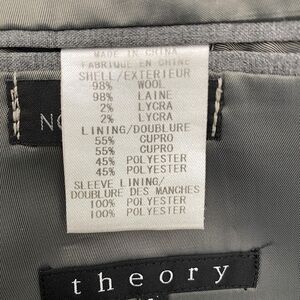 MADE IN CHINA
FABRIQUE EN CHINE
SHELL/EXTERIEUR
98% WOOL
98% LAINE
2% LYCRA
2% LYCRA
LINING/DOUBLURE
55% CUPRO
55% CUPRO
45% POLYESTER
45% POLYESTER
SLEEVE LINING/
DOUBLURE DES MANCHES
100% POLYESTER
100% POLYESTER
theory